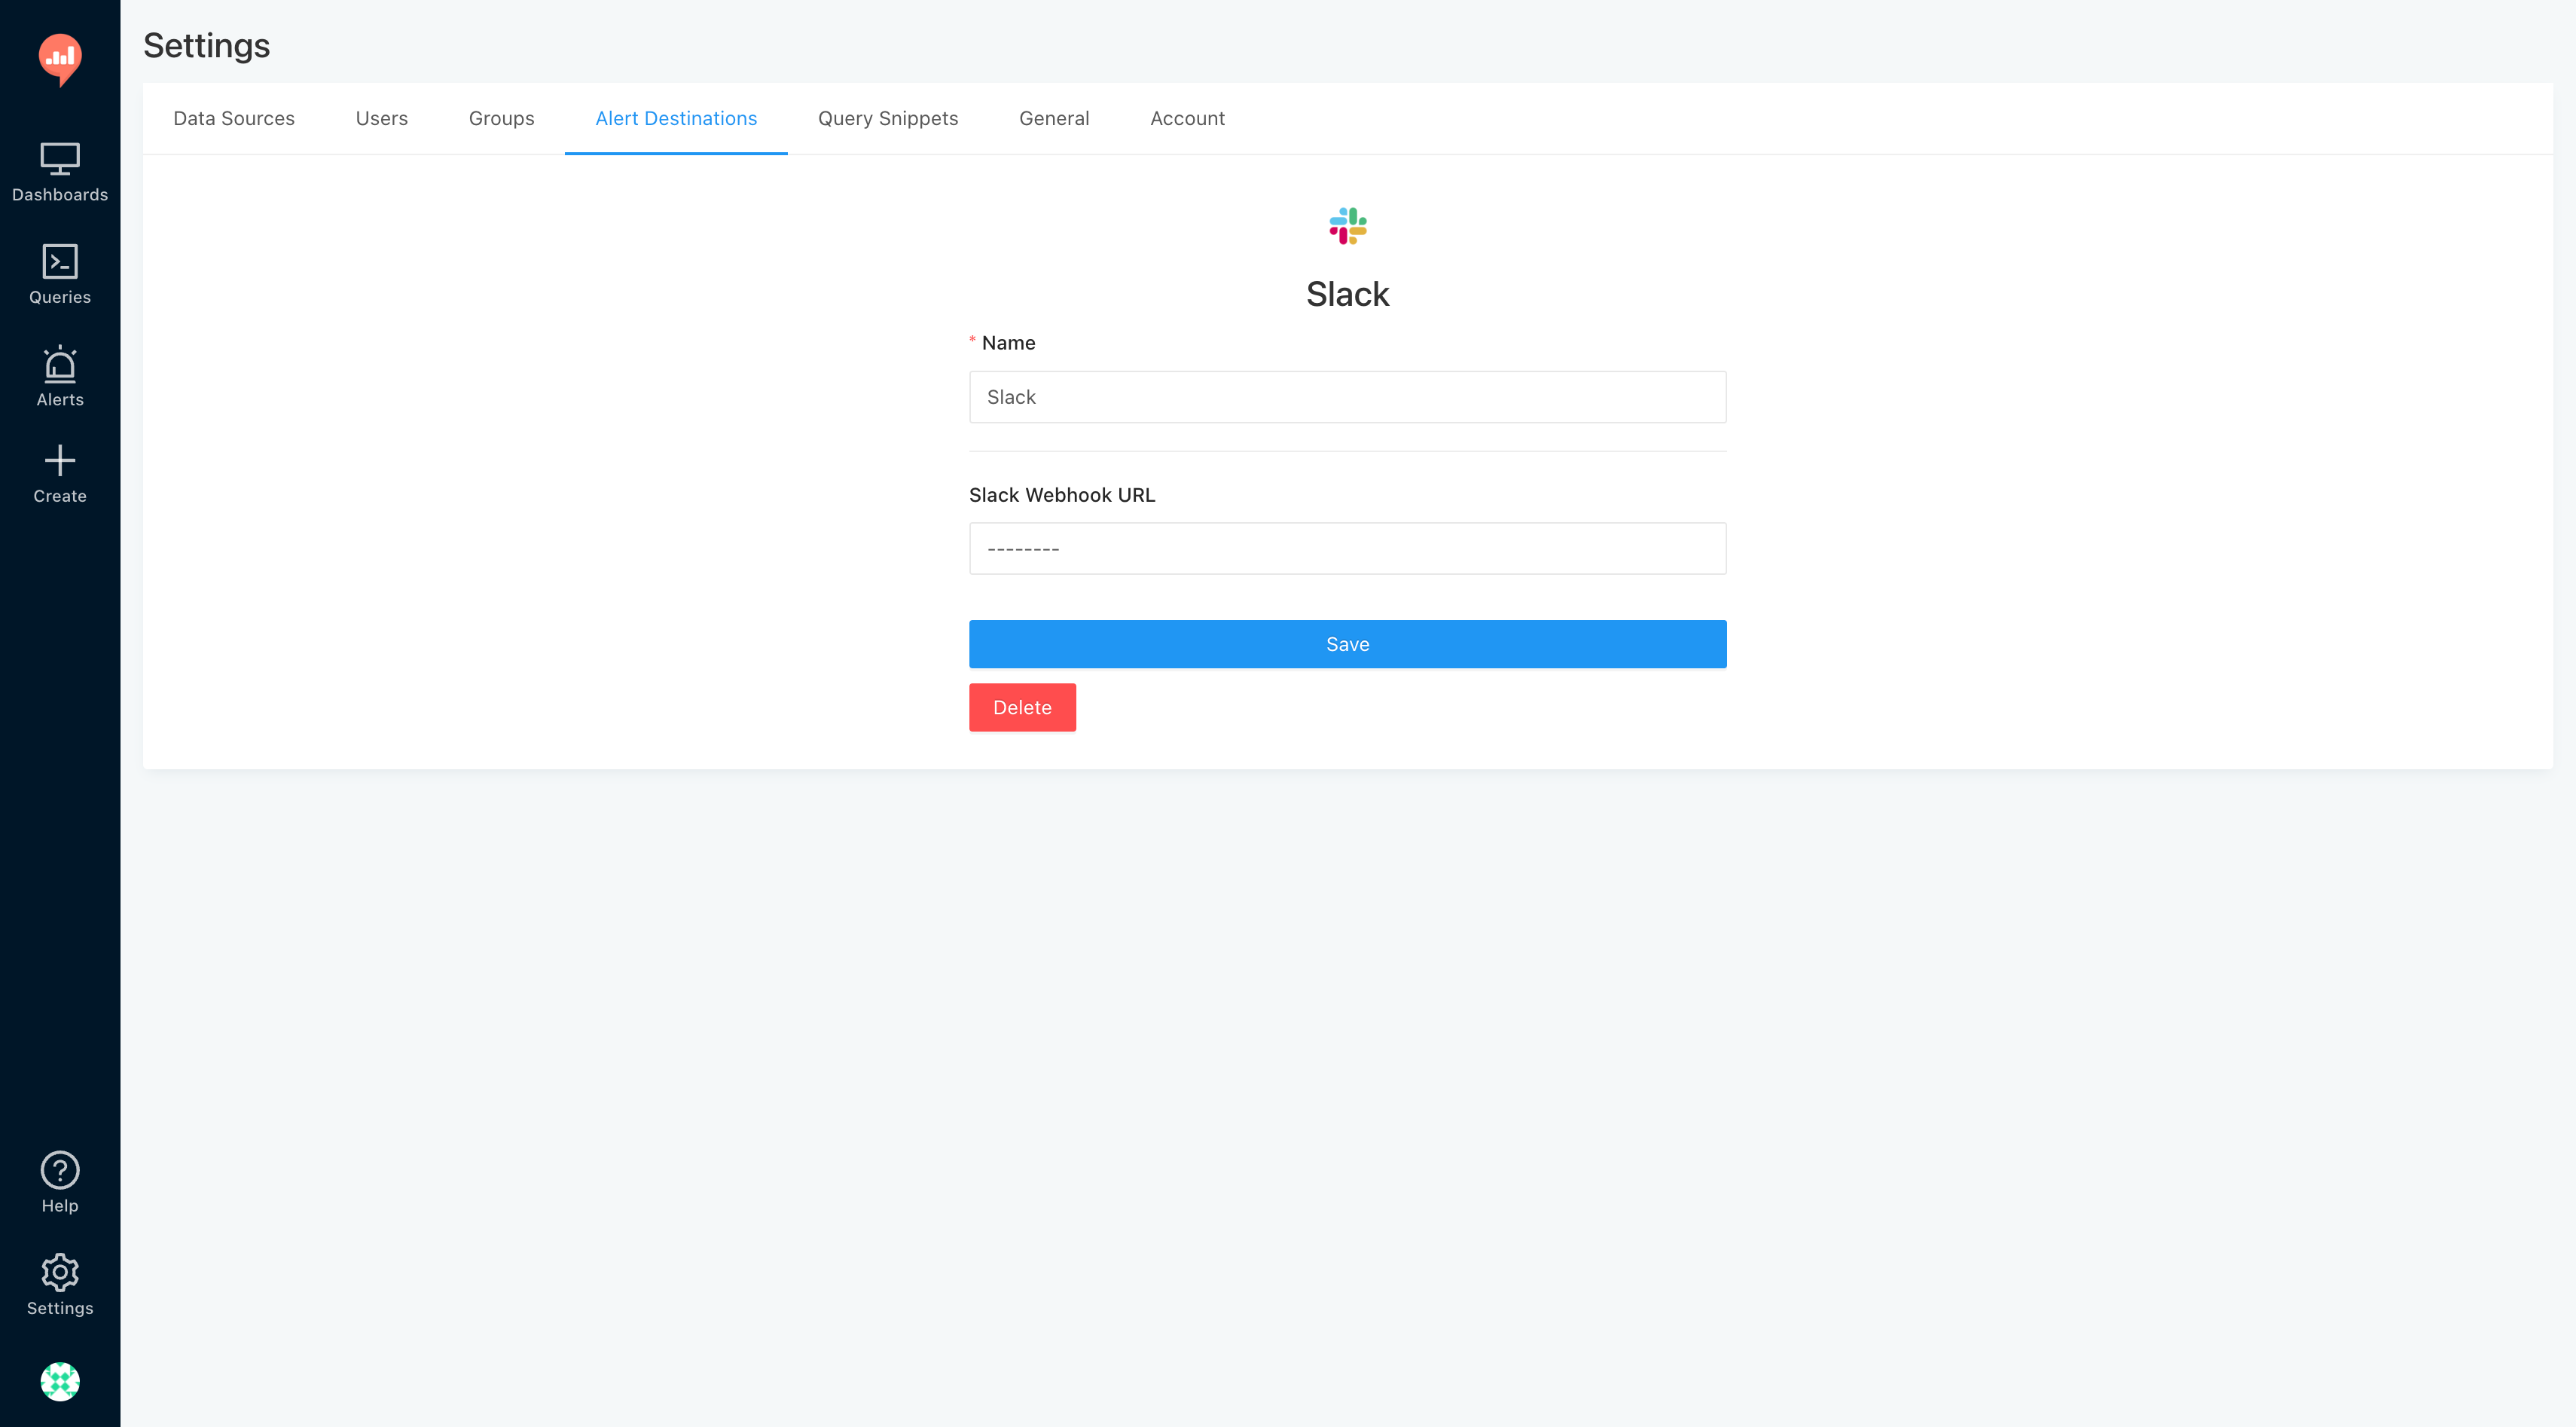 Settings
Data Sources Users Groups Alert Destinations Query Snippets General Account
Dashboards
Queries
Alerts
Create
Slack
* Name
Slack
Slack Webhook URL
--------
Save
Delete
Help
Settings